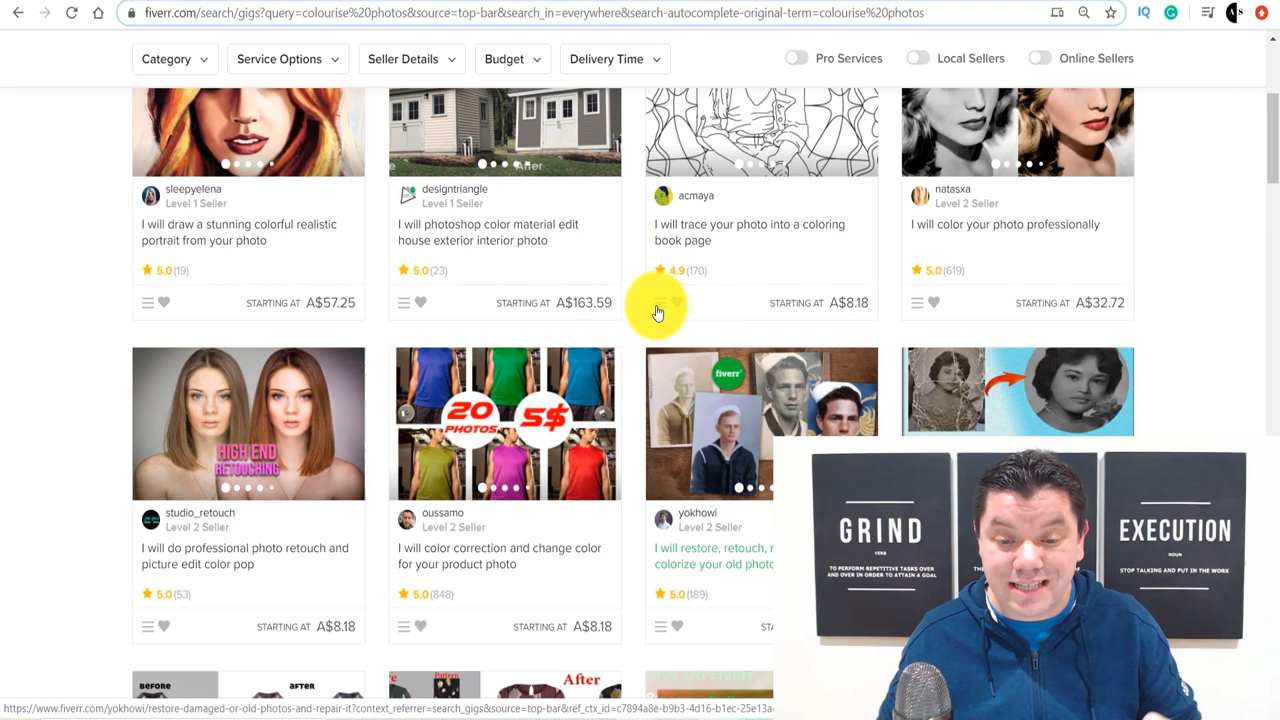 fiverr.com/search/gigs?query=colourise%20photos&source=top-bar&search_in=everywhere&search-autocomplete-original-term=colourise%20photos
Category
Service Options
Seller Details
Budget
Delivery Time
Pro Services
Local Sellers
Online Sellers
After
sleepyelena
Level 1 Seller
I will draw a stunning colorful realistic
portrait from your photo
5.0 (19)
STARTING AT A$57.25
designtriangle
Level 1 Seller
I will photoshop color material edit
house exterior interior photo
5.0 (23)
STARTING AT A$163.59
acmaya
I will trace your photo into a coloring
book page
4.9 (170)
STARTING AT A$8.18
natasxa
Level 2 Seller
I will color your photo professionally
5.0 (619)
STARTING AT A$32.72
HIGH END
RETOUCHING
studio_retouch
Level 2 Seller
I will do professional photo retouch and
picture edit color pop
5.0 (53)
STARTING AT A$8.18
20
PHOTOS
5$
oussamo
Level 2 Seller
I will color correction and change color
for your product photo
5.0 (848)
STARTING AT A$8.18
fiverr
yokhowi
Level 2 Seller
I will restore, retouch, r
colorize your old photo
5.0 (189)
STA
GRIND
VERB
TO PERFORM REPETITIVE TASKS OVER
AND OVER IN ORDER TO ATTAIN A GOAL
EXECUTION
NOUN
STOP TALKING AND PUT IN THE WORK
BEFORE
AFTER
Pattern
After
On Fiverr
https://www.fiverr.com/yokhowi/restore-damaged-or-old-photos-and-repair-it?context_referrer=search_gigs&source=top-bar&ref_ctx_id=c7894a8e-b9b3-4d16-b1ec-25e13a